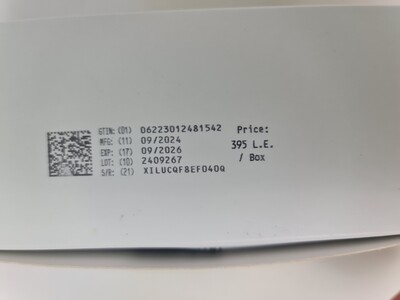 GTIN: (01) 06223012481542
MFG: (11) 09/2024
EXP: (17) 09/2026
LOT: (10) 2409267
S/N: (21) XILUCQF8EF040Q
Price:
395 L.E.
/ Box